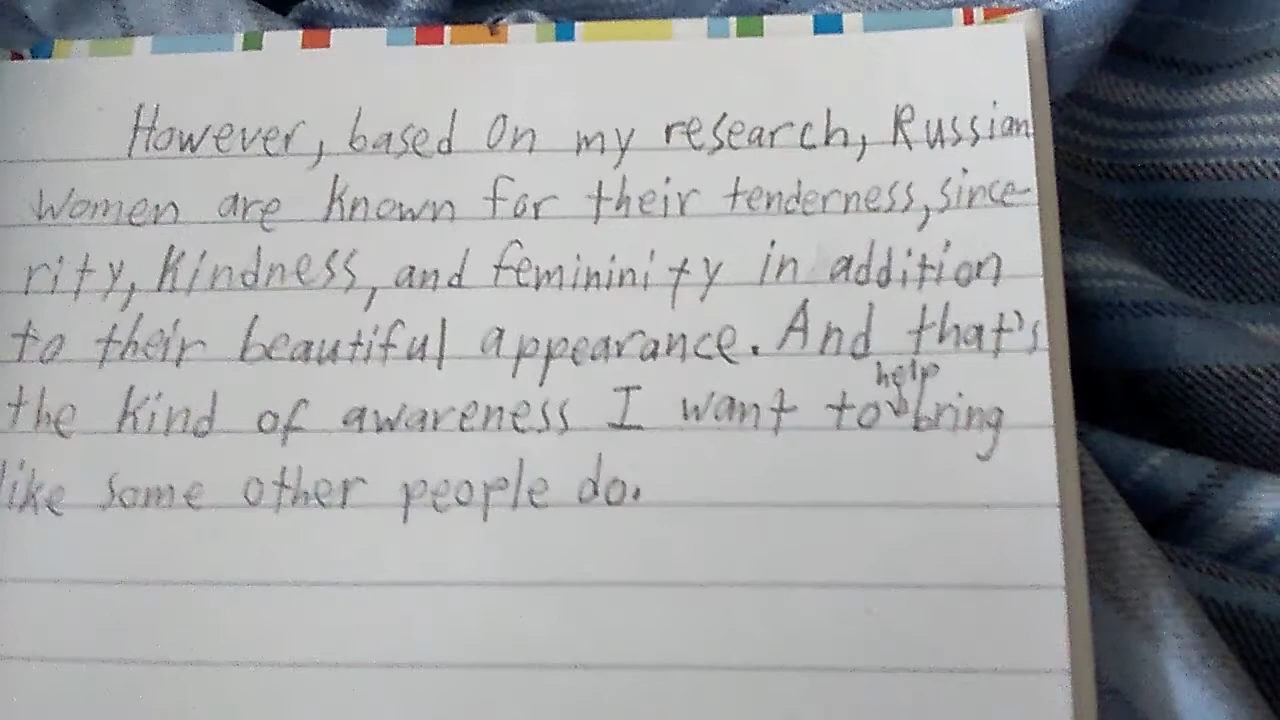 However, based on my research, Russian
Women are known for their tenderness, since-
rity, kindness, and femininity in addition
to their beautiful appearance. And that's
help
the kind of awareness I want to bring
like some other people do.